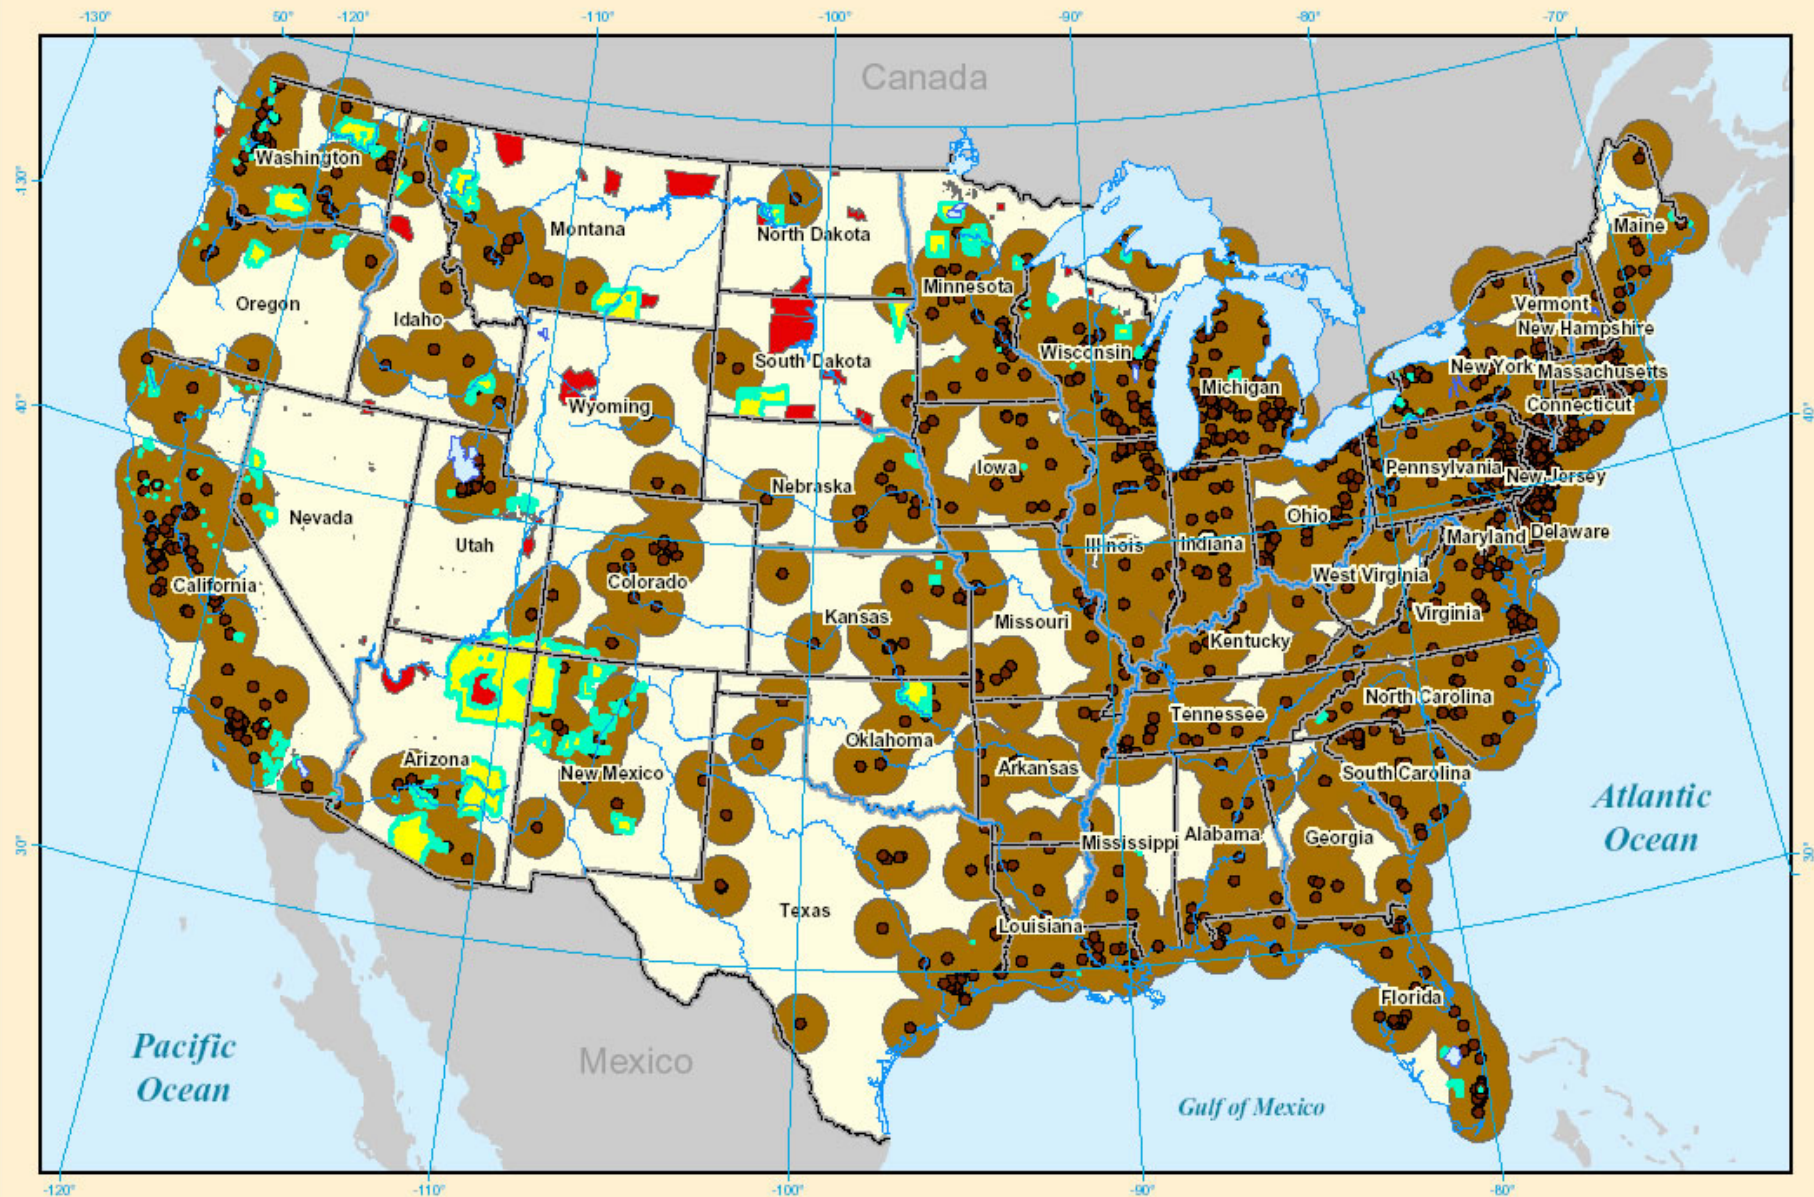 -130° 50° -120° -110° -100° -90° -80° -70°
Canada
Washington
-130°
Montana
North Dakota
Maine
Minnesota
Oregon
Idaho
Vermont
New Hampshire
Wisconsin
South Dakota
New York
Massachusetts
Michigan
Wyoming
Connecticut
40°
40°
Iowa
Pennsylvania
New Jersey
Nebraska
Nevada
Ohio
Utah
Illinois
Indiana
Maryland
Delaware
California
Colorado
West Virginia
Kansas
Missouri
Virginia
Kentucky
North Carolina
Tennessee
Oklahoma
Arizona
New Mexico
Arkansas
South Carolina
Atlantic
Ocean
Mississippi
Alabama
Georgia
30°
30°
Texas
Louisiana
Florida
Pacific
Ocean
Mexico
Gulf of Mexico
-120° -110° -100° -90° -80°